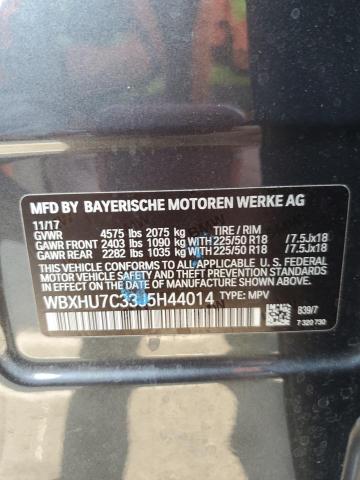 MFD BY BAYERISCHE MOTOREN WERKE AG
11/17
GVWR 4575 lbs 2075 kg TIRE / RIM
GAWR FRONT 2403 lbs 1090 kg WITH 225/50 R18 /7.5Jx18
GAWR REAR 2282 lbs 1035 kg WITH 225/50 R18 /7.5Jx18
THIS VEHICLE CONFORMS TO ALL APPLICABLE U.S. FEDERAL
MOTOR VEHICLE SAFETY, BUMPER, AND THEFT PREVENTION
STANDARDS IN EFFECT ON THE DATE OF MANUFACTURE SHOWN ABOVE.
WBXHU7C33J5H44014 TYPE: MPV
839/7
7 320 730